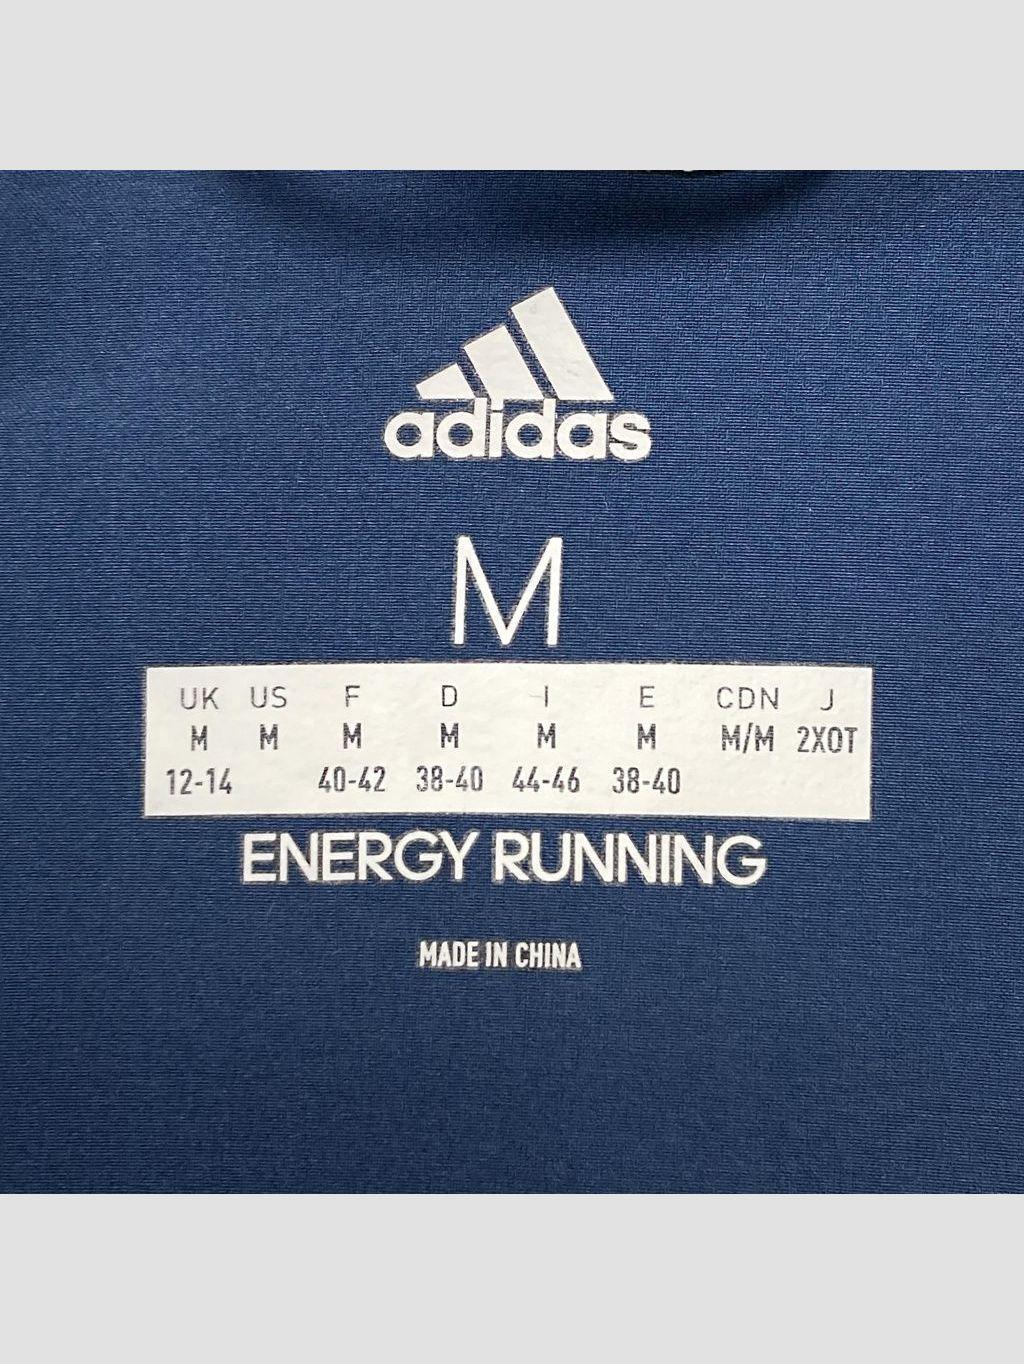 adidas
M
UK US F D I E CDN J
M M M M M M M/M 2XOT
12-14 40-42 38-40 44-46 38-40
ENERGY RUNNING
MADE IN CHINA